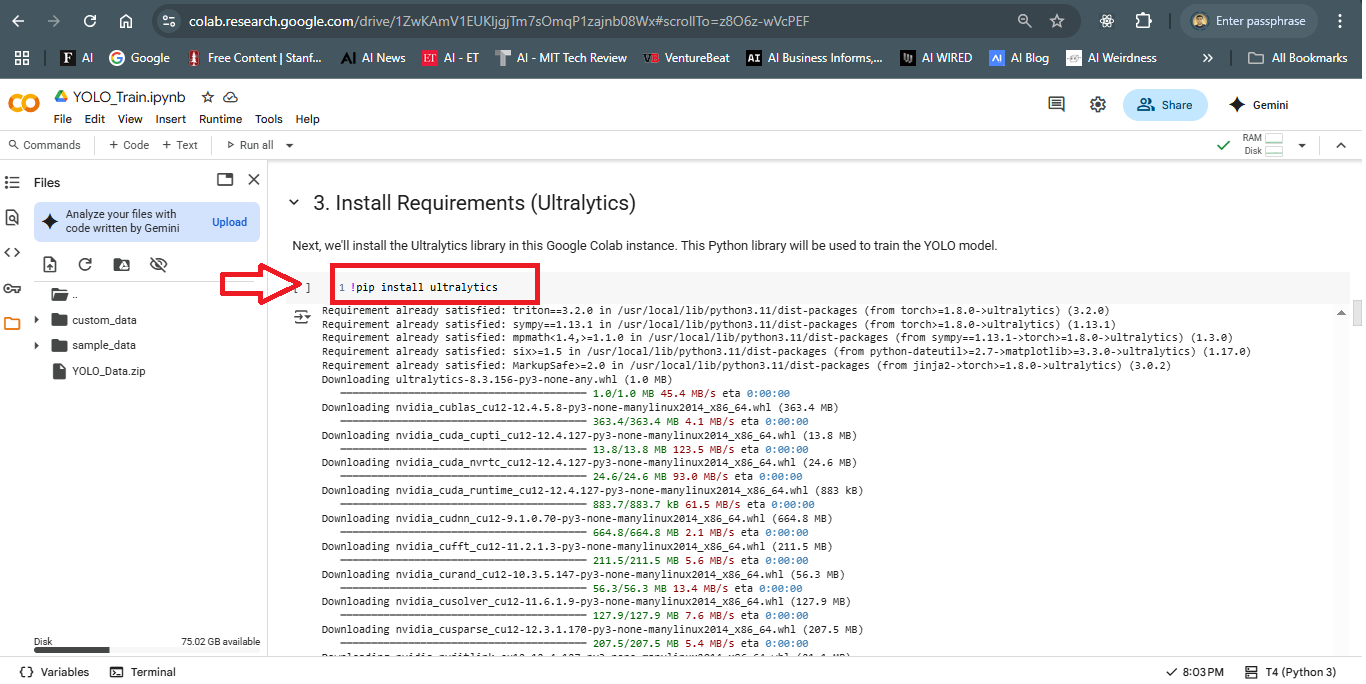 colab.research.google.com/drive/1ZwKAmV1EUKljgjTm7sOmqP1zajnb08Wx#scrollTo=z8O6z-wVcPEF
Enter passphrase
AI
Google
Free Content | Stanf...
AI News
AI - ET
AI - MIT Tech Review
VentureBeat
AI Business Informs,...
AI WIRED
AI Blog
AI Weirdness
All Bookmarks
YOLO_Train.ipynb
File Edit View Insert Runtime Tools Help
Share
Gemini
Commands + Code + Text Run all
RAM
Disk
Files
Analyze your files with
code written by Gemini
Upload
..
custom_data
sample_data
YOLO_Data.zip
Disk 75.02 GB available
3. Install Requirements (Ultralytics)
Next, we'll install the Ultralytics library in this Google Colab instance. This Python library will be used to train the YOLO model.
[ ] 1 !pip install ultralytics
Requirement already satisfied: triton==3.2.0 in /usr/local/lib/python3.11/dist-packages (from torch>=1.8.0->ultralytics) (3.2.0)
Requirement already satisfied: sympy==1.13.1 in /usr/local/lib/python3.11/dist-packages (from torch>=1.8.0->ultralytics) (1.13.1)
Requirement already satisfied: mpmath<1.4,>=1.1.0 in /usr/local/lib/python3.11/dist-packages (from sympy==1.13.1->torch>=1.8.0->ultralytics) (1.3.0)
Requirement already satisfied: six>=1.5 in /usr/local/lib/python3.11/dist-packages (from python-dateutil>=2.7->matplotlib>=3.3.0->ultralytics) (1.17.0)
Requirement already satisfied: MarkupSafe>=2.0 in /usr/local/lib/python3.11/dist-packages (from jinja2->torch>=1.8.0->ultralytics) (3.0.2)
Downloading ultralytics-8.3.156-py3-none-any.whl (1.0 MB)
1.0/1.0 MB 45.4 MB/s eta 0:00:00
Downloading nvidia_cublas_cu12-12.4.5.8-py3-none-manylinux2014_x86_64.whl (363.4 MB)
363.4/363.4 MB 4.1 MB/s eta 0:00:00
Downloading nvidia_cuda_cupti_cu12-12.4.127-py3-none-manylinux2014_x86_64.whl (13.8 MB)
13.8/13.8 MB 123.5 MB/s eta 0:00:00
Downloading nvidia_cuda_nvrtc_cu12-12.4.127-py3-none-manylinux2014_x86_64.whl (24.6 MB)
24.6/24.6 MB 93.0 MB/s eta 0:00:00
Downloading nvidia_cuda_runtime_cu12-12.4.127-py3-none-manylinux2014_x86_64.whl (883 kB)
883.7/883.7 kB 61.5 MB/s eta 0:00:00
Downloading nvidia_cudnn_cu12-9.1.0.70-py3-none-manylinux2014_x86_64.whl (664.8 MB)
664.8/664.8 MB 2.1 MB/s eta 0:00:00
Downloading nvidia_cufft_cu12-11.2.1.3-py3-none-manylinux2014_x86_64.whl (211.5 MB)
211.5/211.5 MB 5.6 MB/s eta 0:00:00
Downloading nvidia_curand_cu12-10.3.5.147-py3-none-manylinux2014_x86_64.whl (56.3 MB)
56.3/56.3 MB 13.4 MB/s eta 0:00:00
Downloading nvidia_cusolver_cu12-11.6.1.9-py3-none-manylinux2014_x86_64.whl (127.9 MB)
127.9/127.9 MB 7.6 MB/s eta 0:00:00
Downloading nvidia_cusparse_cu12-12.3.1.170-py3-none-manylinux2014_x86_64.whl (207.5 MB)
207.5/207.5 MB 5.4 MB/s eta 0:00:00
Variables Terminal 8:03 PM T4 (Python 3)